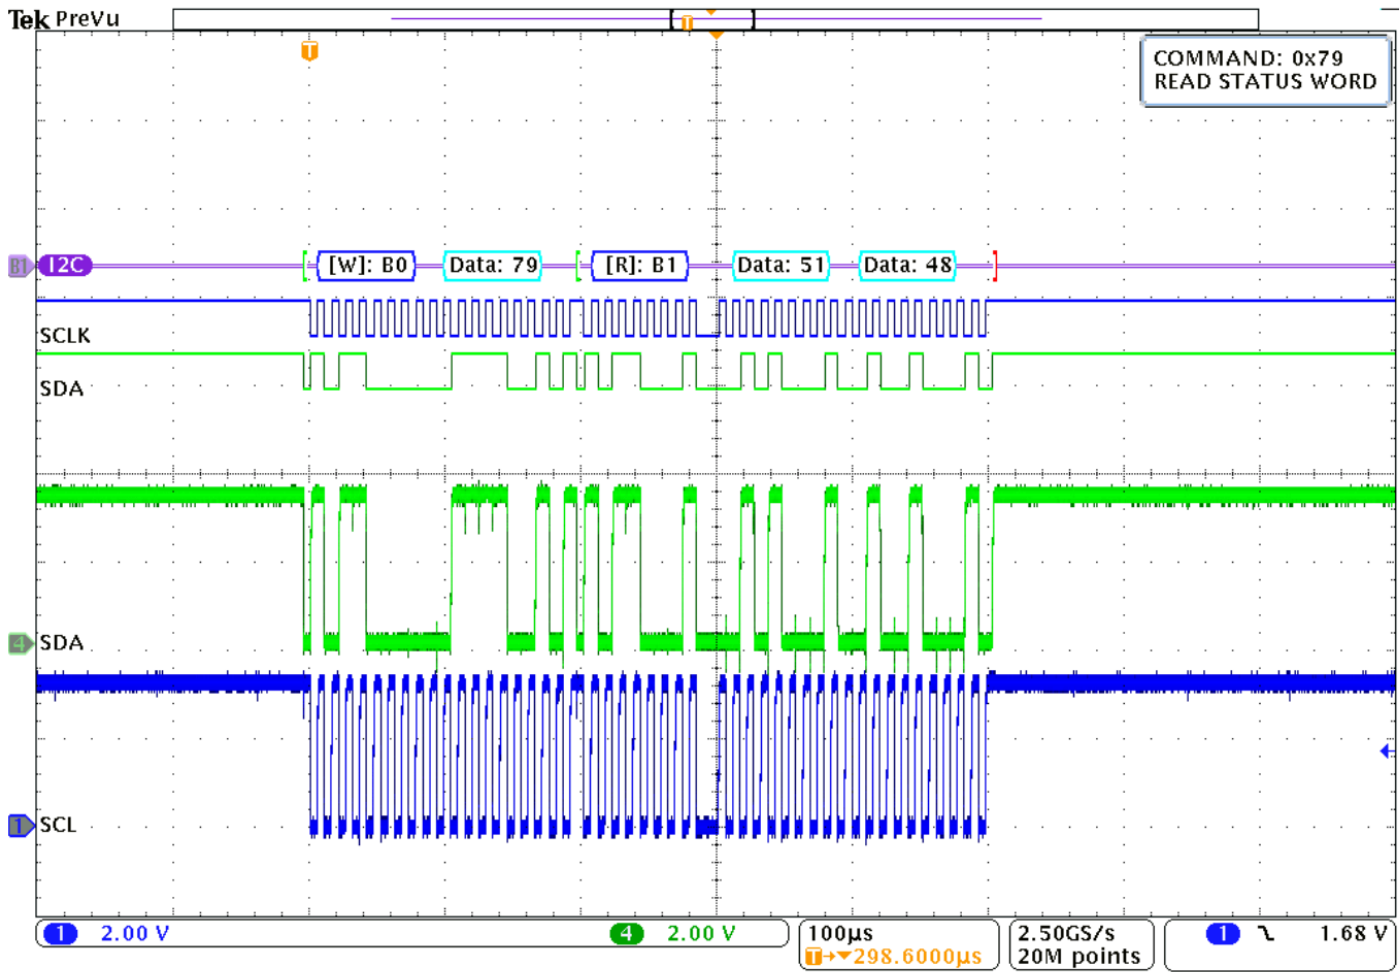 Tek PreVu
T
T
COMMAND: 0x79
READ STATUS WORD
B1 I2C [W]: B0 Data: 79 [R]: B1 Data: 51 Data: 48
SCLK
SDA
4 SDA
1 SCL
1 2.00 V 4 2.00 V 100µs 2.50GS/s 1 1.68 V
T→▼298.6000µs 20M points